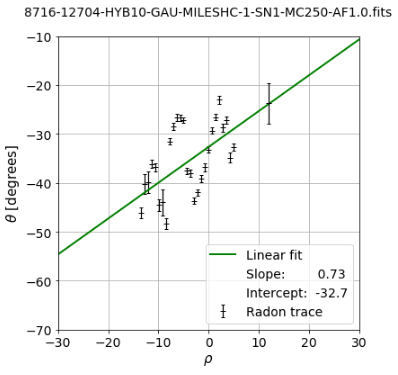 8716-12704-HYB10-GAU-MILESHC-1-SN1-MC250-AF1.0.fits
−10
−20
−30
−40
−50
−60
−70
θ [degrees]
Linear fit
Slope: 0.73
Intercept: -32.7
Radon trace
−30 −20 −10 0 10 20 30
ρ